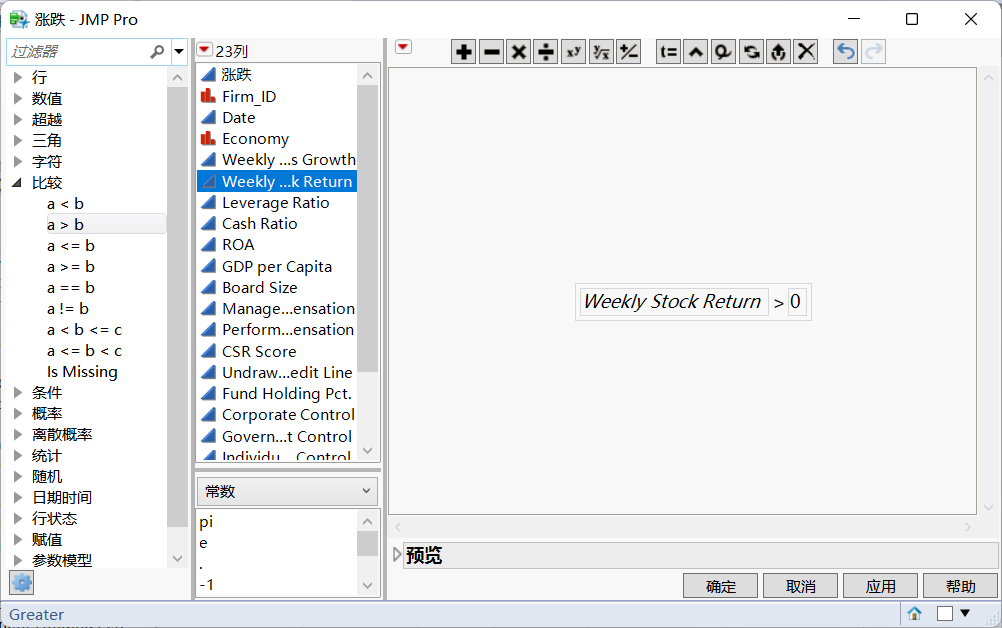 涨跌 - JMP Pro
过滤器
行
数值
超越
三角
字符
比较
a < b
a > b
a <= b
a >= b
a == b
a != b
a < b <= c
a <= b < c
Is Missing
条件
概率
离散概率
统计
随机
日期时间
行状态
赋值
参数模型
23列
涨跌
Firm_ID
Date
Economy
Weekly ...s Growth
Weekly ...k Return
Leverage Ratio
Cash Ratio
ROA
GDP per Capita
Board Size
Manage...ensation
Perform...ensation
CSR Score
Undraw...edit Line
Fund Holding Pct.
Corporate Control
Govern...t Control
Individu... Control
常数
pi
e
.
-1
t=
Weekly Stock Return > 0
预览
确定 取消 应用 帮助
Greater